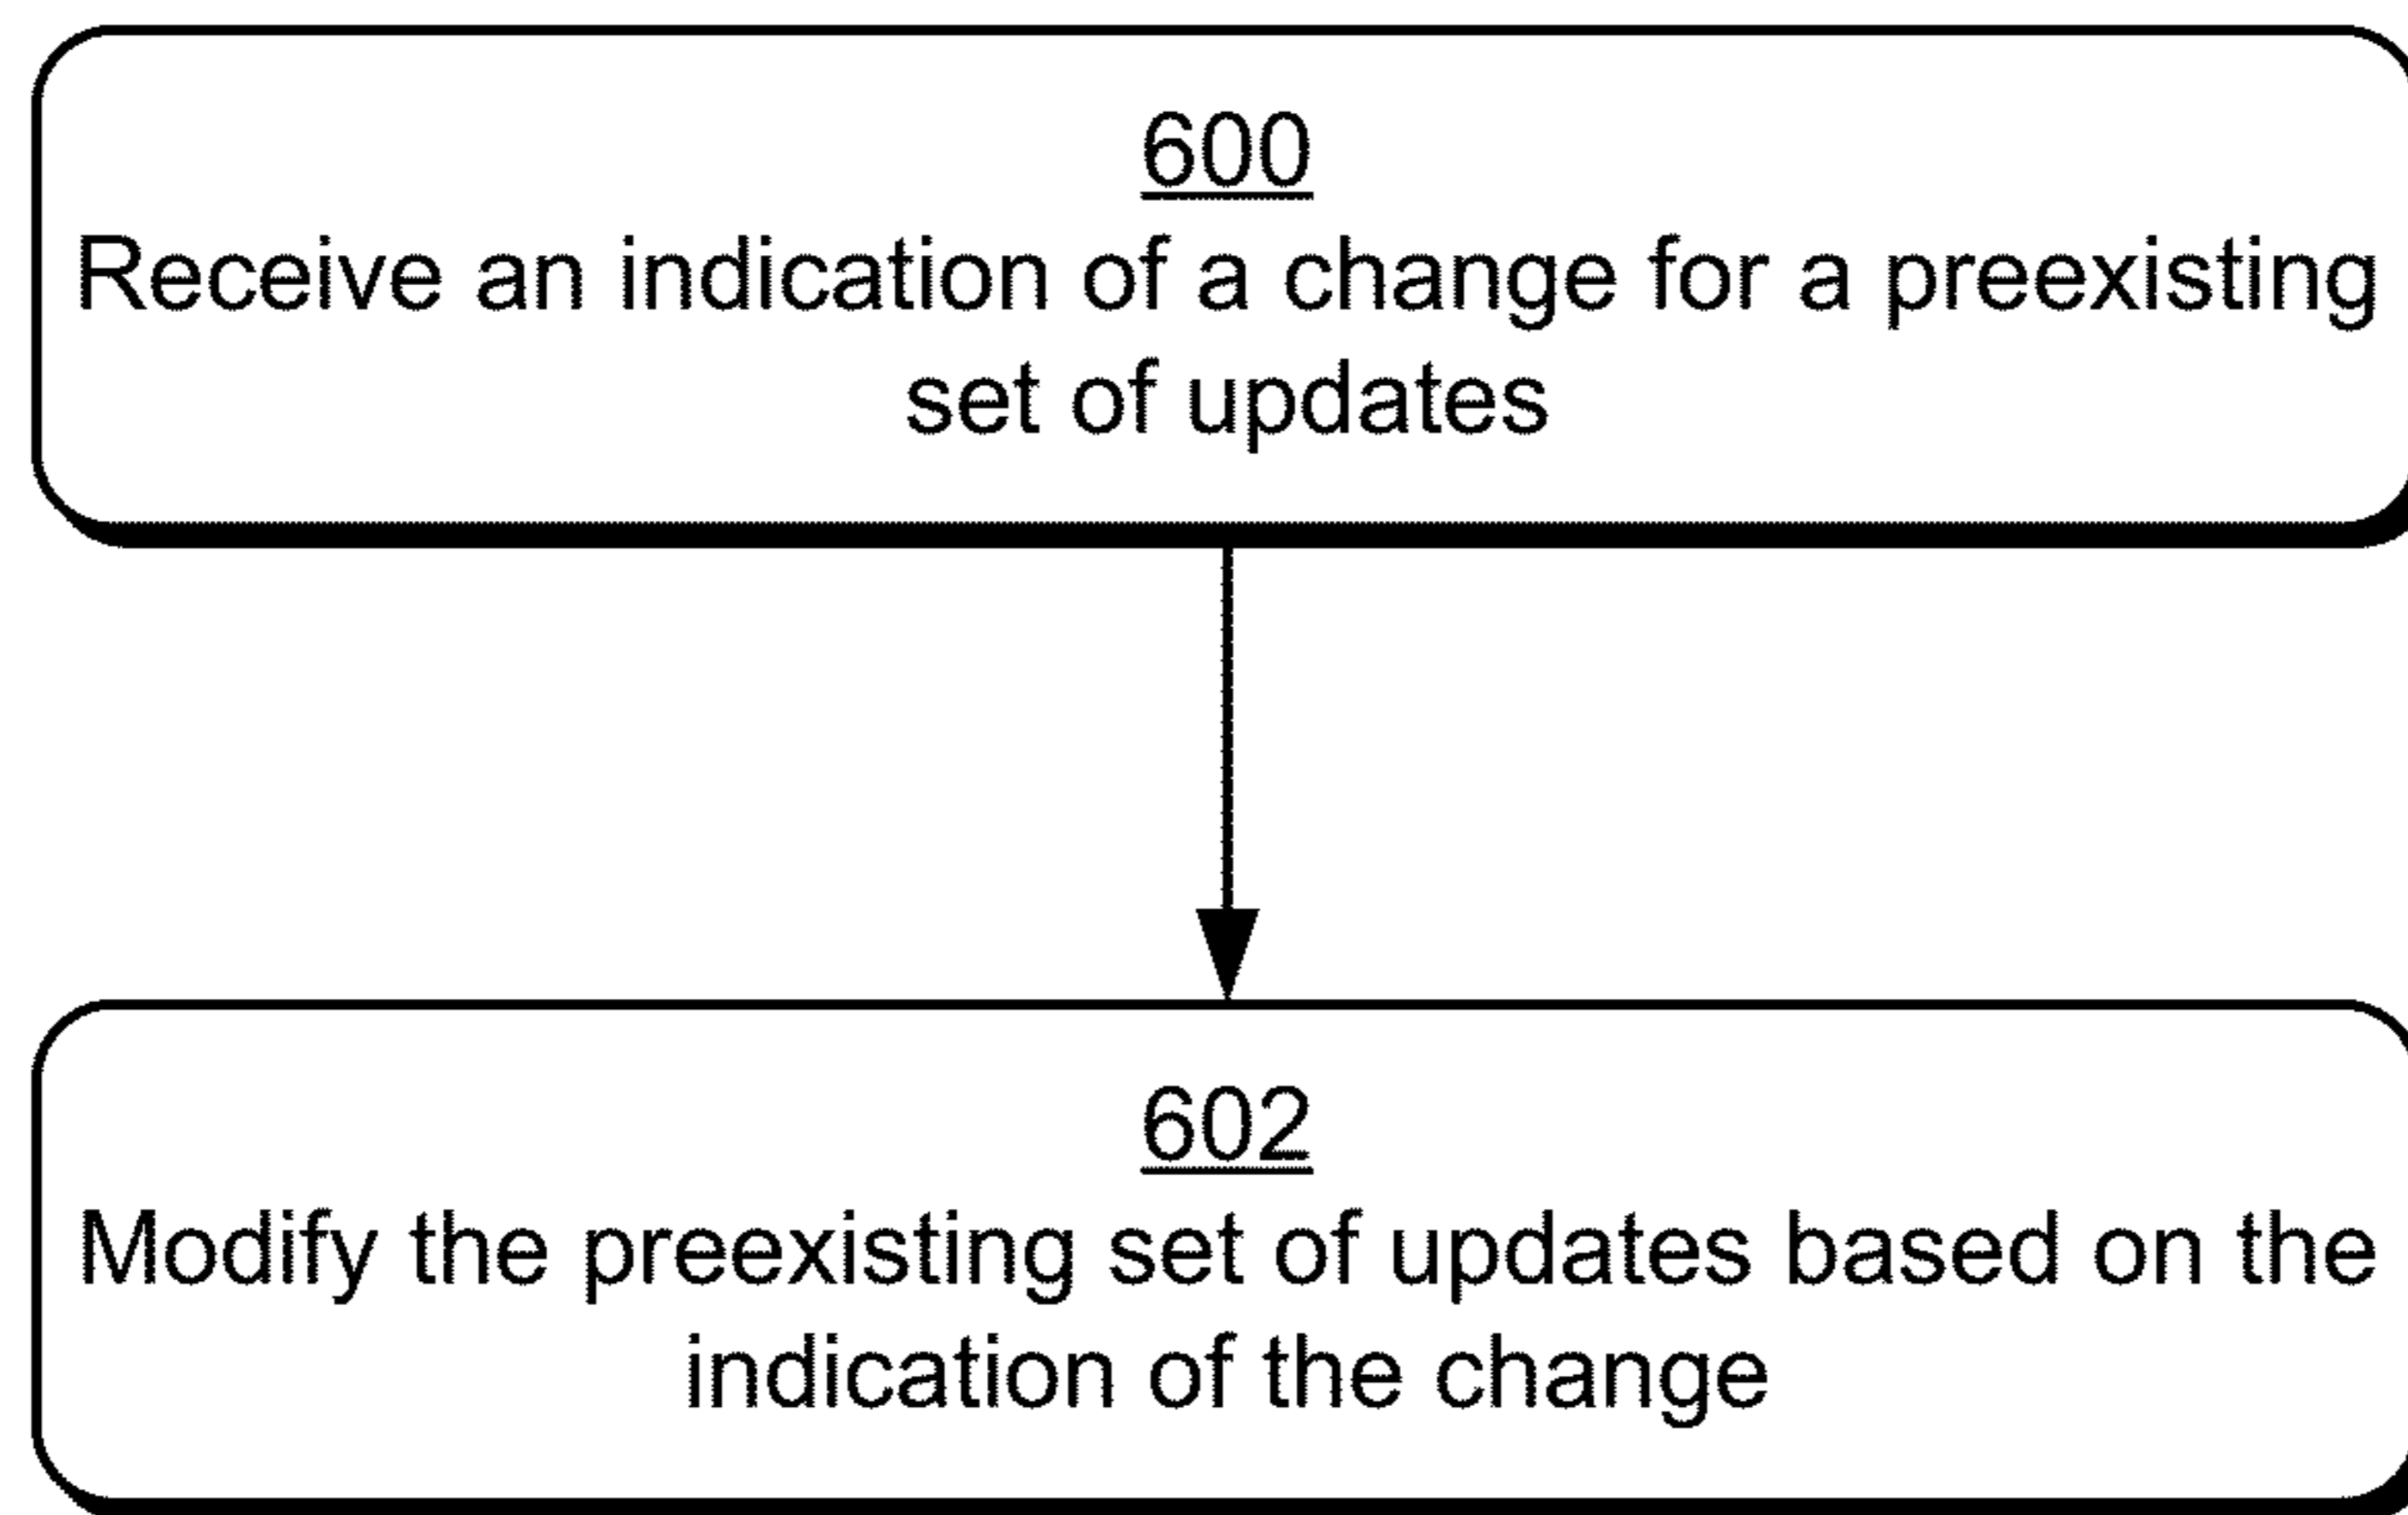 600
Receive an indication of a change for a preexisting
set of updates
602
Modify the preexisting set of updates based on the
indication of the change